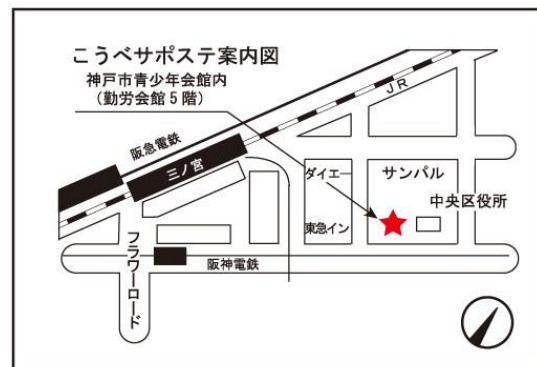 こうべサポステ案内図
神戸市青少年会館内
（勤労会館５階）
JR
阪急電鉄
三ノ宮
ダイエー
サンパル
中央区役所
東急イン
フラワーロード
阪神電鉄